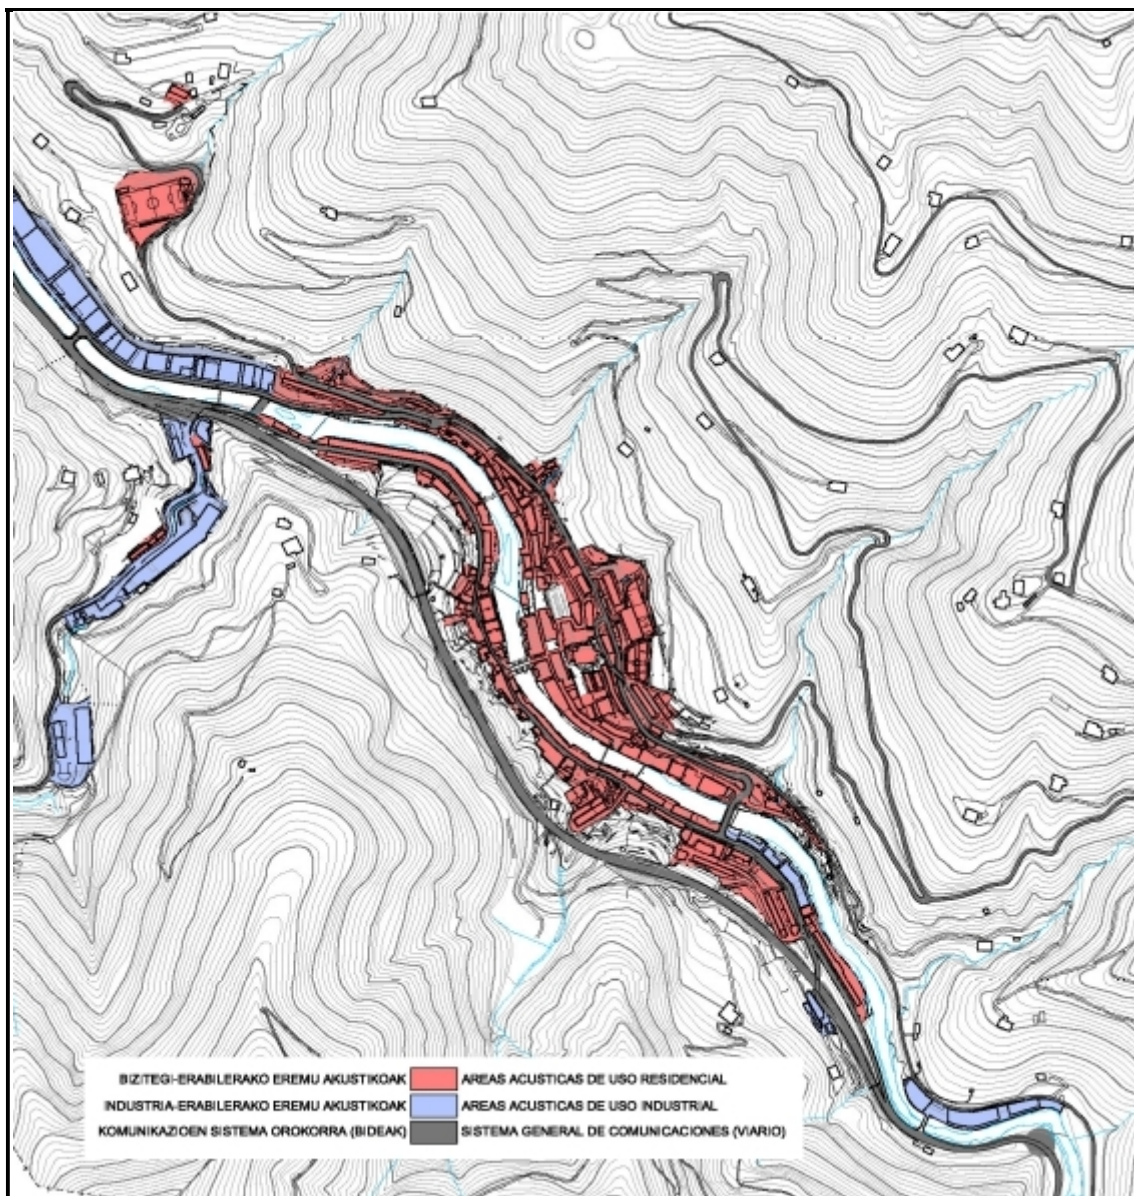 BIZITEGI-ERABILERAKO EREMU AKUSTIKOAK AREAS ACUSTICAS DE USO RESIDENCIAL
INDUSTRIA-ERABILERAKO EREMU AKUSTIKOAK AREAS ACUSTICAS DE USO INDUSTRIAL
KOMUNIKAZIOEN SISTEMA OROKORRA (BIDEAK) SISTEMA GENERAL DE COMUNICACIONES (VIARIO)